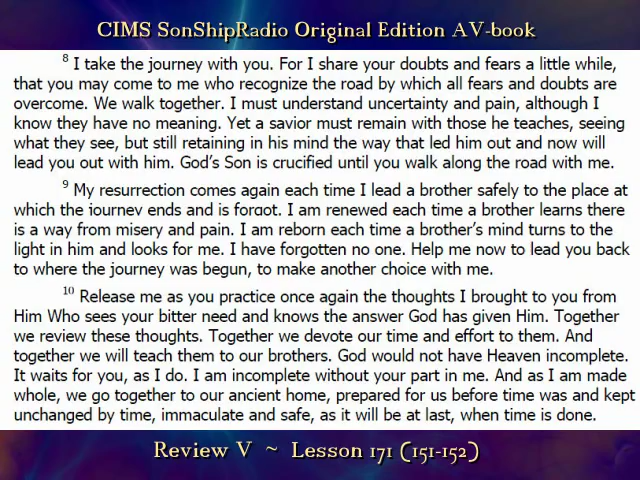 CIMS SonShipRadio Original Edition AV-book
8 I take the journey with you. For I share your doubts and fears a little while,
that you may come to me who recognize the road by which all fears and doubts are
overcome. We walk together. I must understand uncertainty and pain, although I
know they have no meaning. Yet a savior must remain with those he teaches, seeing
what they see, but still retaining in his mind the way that led him out and now will
lead you out with him. God's Son is crucified until you walk along the road with me.
9 My resurrection comes again each time I lead a brother safely to the place at
which the journey ends and is forgot. I am renewed each time a brother learns there
is a way from misery and pain. I am reborn each time a brother's mind turns to the
light in him and looks for me. I have forgotten no one. Help me now to lead you back
to where the journey was begun, to make another choice with me.
10 Release me as you practice once again the thoughts I brought to you from
Him Who sees your bitter need and knows the answer God has given Him. Together
we review these thoughts. Together we devote our time and effort to them. And
together we will teach them to our brothers. God would not have Heaven incomplete.
It waits for you, as I do. I am incomplete without your part in me. And as I am made
whole, we go together to our ancient home, prepared for us before time was and kept
unchanged by time, immaculate and safe, as it will be at last, when time is done.
Review V ~ Lesson 171 (151-152)